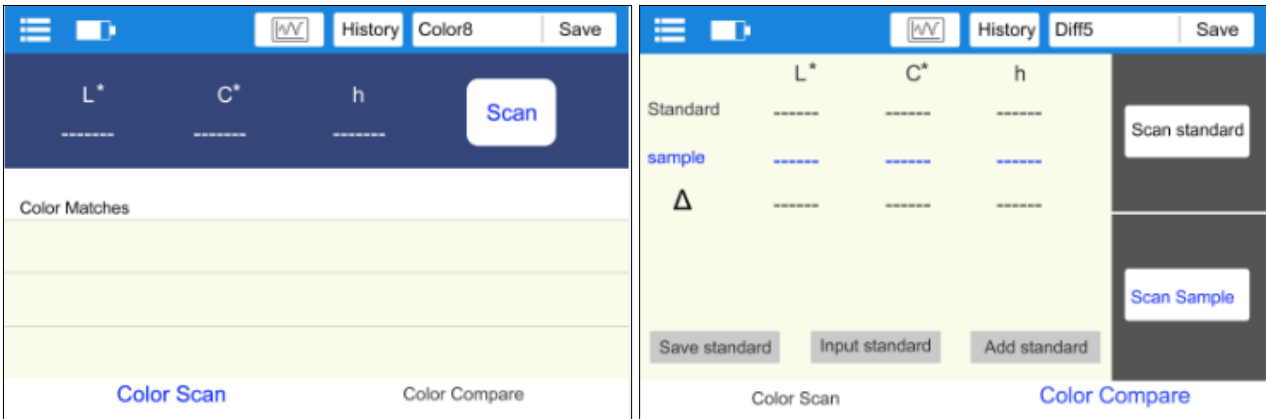 History Color8 Save
L* C* h
------- ------- -------
Scan
Color Matches
Color Scan Color Compare
History Diff5 Save
L* C* h
Standard ------ ------ ------
Scan standard
sample ------ ------ ------
Δ ------ ------ ------
Scan Sample
Save standard Input standard Add standard
Color Scan Color Compare